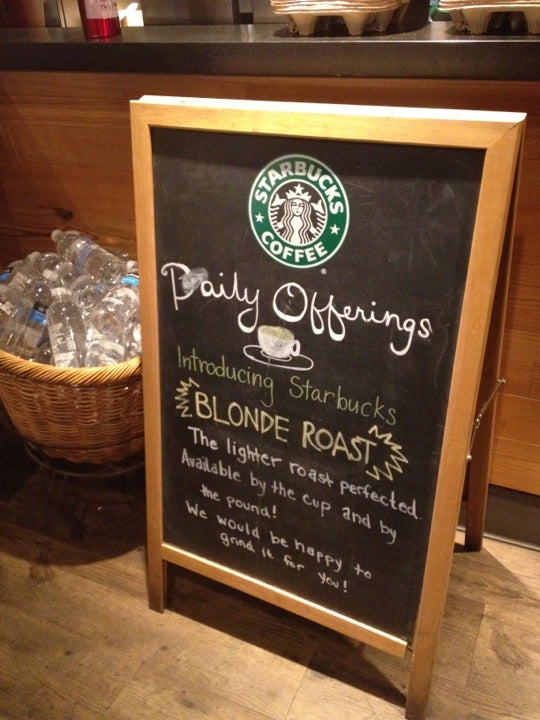 STARBUCKS
COFFEE
Daily Offerings
Introducing Starbucks
BLONDE ROAST
The lighter roast perfected.
Available by the cup and by
the pound!
We would be happy to
grind it for you!